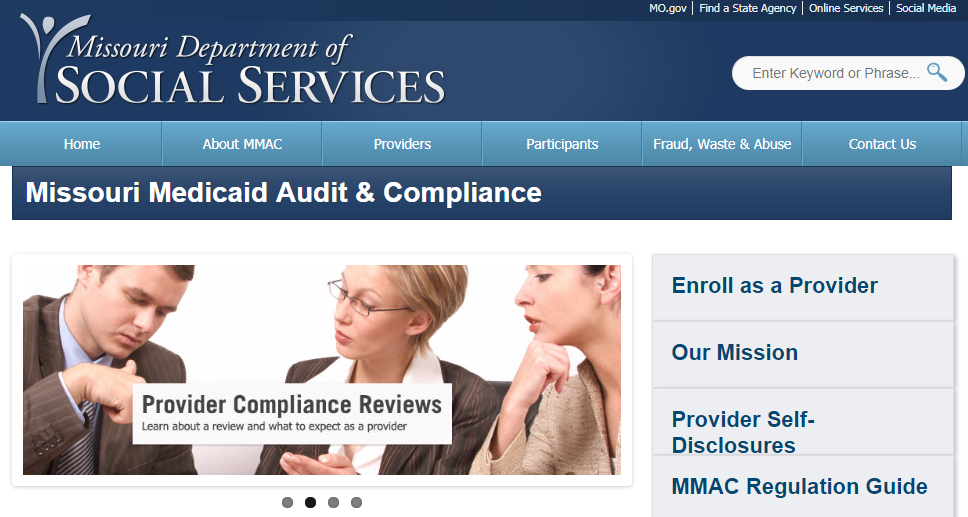 MO.gov | Find a State Agency | Online Services | Social Media
Missouri Department of
SOCIAL SERVICES
Enter Keyword or Phrase...
Home
About MMAC
Providers
Participants
Fraud, Waste & Abuse
Contact Us
Missouri Medicaid Audit & Compliance
Provider Compliance Reviews
Learn about a review and what to expect as a provider
Enroll as a Provider
Our Mission
Provider Self-
Disclosures
MMAC Regulation Guide